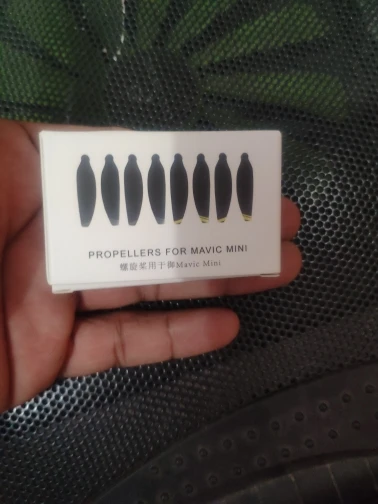 PROPELLERS FOR MAVIC MINI
螺旋桨用于御Mavic Mini